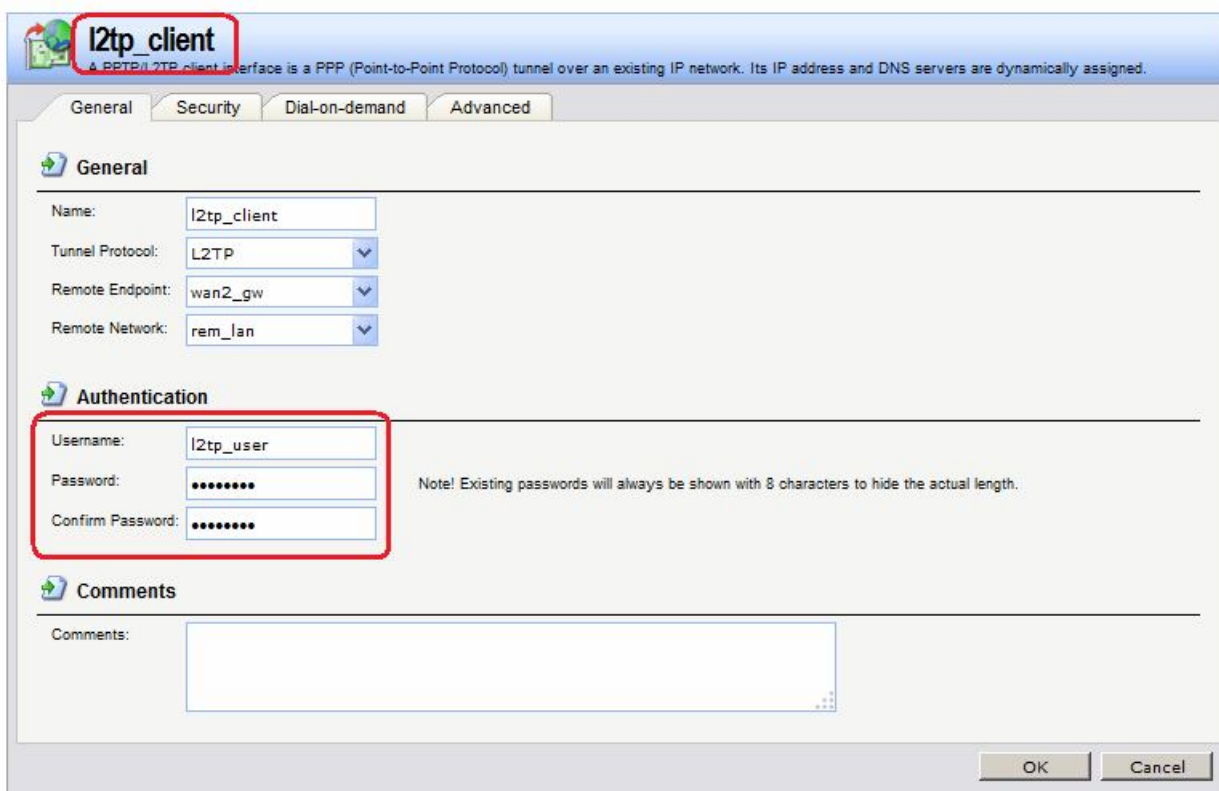 l2tp_client
A PPTP/L2TP client interface is a PPP (Point-to-Point Protocol) tunnel over an existing IP network. Its IP address and DNS servers are dynamically assigned.
General Security Dial-on-demand Advanced
General
Name: l2tp_client
Tunnel Protocol: L2TP
Remote Endpoint: wan2_gw
Remote Network: rem_lan
Authentication
Username: l2tp_user
Password: ••••••••
Note! Existing passwords will always be shown with 8 characters to hide the actual length.
Confirm Password: ••••••••
Comments
Comments:
OK Cancel